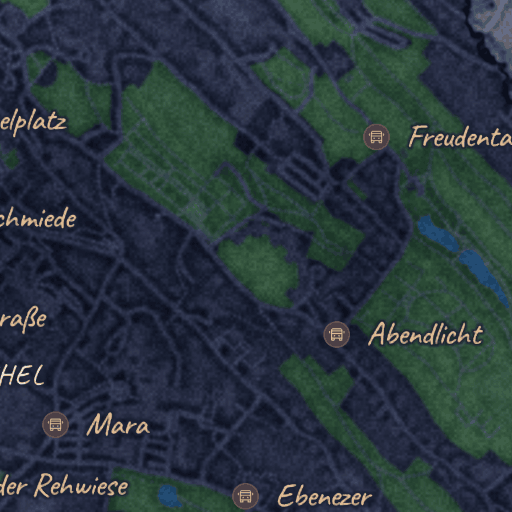 elplatz
Freudenta
chmiede
raße
Abendlicht
HEL
Mara
der Rehwiese
Ebenezer